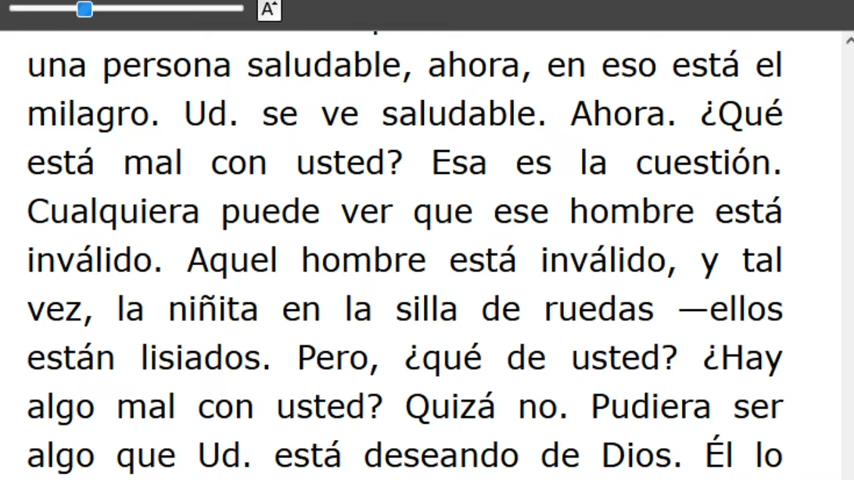 una persona saludable, ahora, en eso está el
milagro. Ud. se ve saludable. Ahora. ¿Qué
está mal con usted? Esa es la cuestión.
Cualquiera puede ver que ese hombre está
inválido. Aquel hombre está inválido, y tal
vez, la niñita en la silla de ruedas —ellos
están lisiados. Pero, ¿qué de usted? ¿Hay
algo mal con usted? Quizá no. Pudiera ser
algo que Ud. está deseando de Dios. Él lo